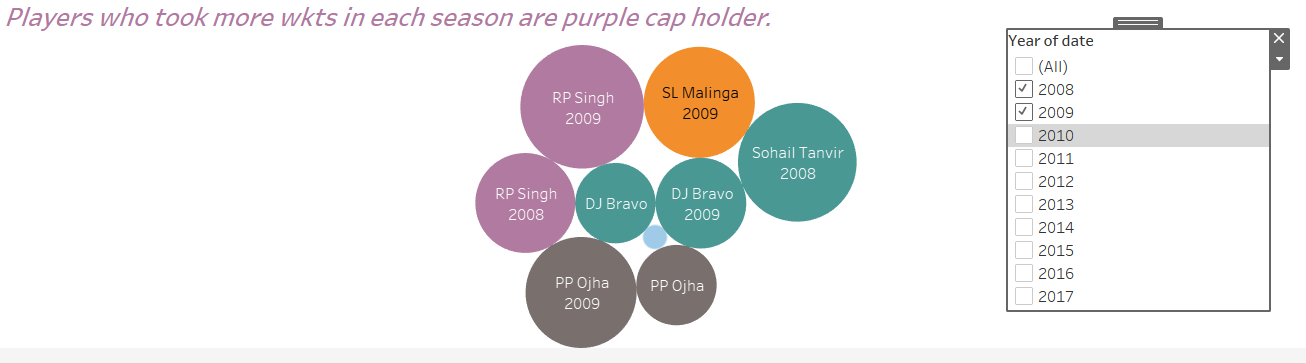 Players who took more wkts in each season are purple cap holder.
RP Singh
2009
SL Malinga
2009
Sohail Tanvir
2008
RP Singh
2008
DJ Bravo
DJ Bravo
2009
PP Ojha
2009
PP Ojha
Year of date
(All)
2008
2009
2010
2011
2012
2013
2014
2015
2016
2017